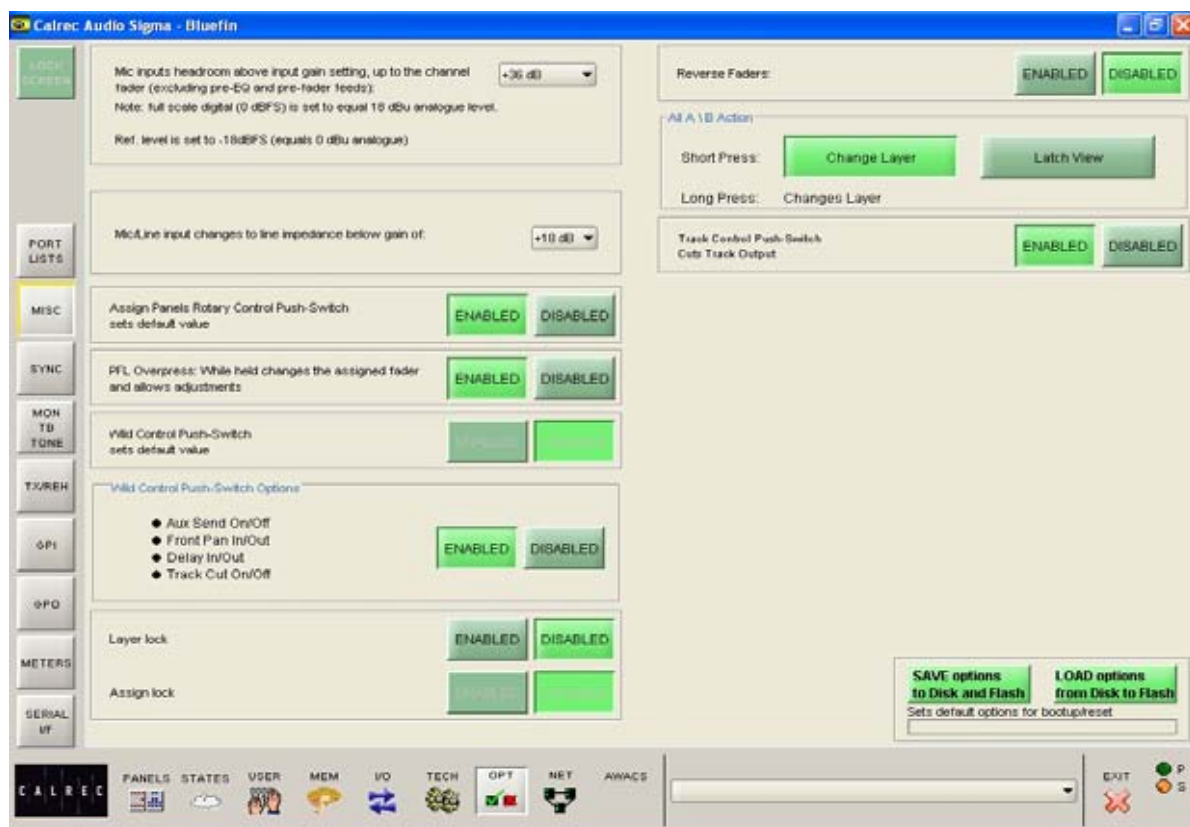 Calrec Audio Sigma - Bluefin
LOCK
SCREEN
PORT
LISTS
MISC
SYNC
MON
TB
TONE
TX/REH
GPI
GPO
METERS
SERIAL
I/F
Mic inputs headroom above input gain setting, up to the channel
fader (excluding pre-EQ and pre-fader feeds):
+36 dB
Note: full scale digital (0 dBFS) is set to equal 18 dBu analogue level.
Ref. level is set to -18dBFS (equals 0 dBu analogue)
Mic/Line input changes to line impedance below gain of:
+10 dB
Assign Panels Rotary Control Push-Switch
sets default value
ENABLED
DISABLED
PFL Overpress: While held changes the assigned fader
and allows adjustments
ENABLED
DISABLED
Wild Control Push-Switch
sets default value
Wild Control Push-Switch Options
● Aux Send On/Off
● Front Pan In/Out
● Delay In/Out
● Track Cut On/Off
ENABLED
DISABLED
Layer lock
ENABLED
DISABLED
Assign lock
ENABLED
Reverse Faders:
ENABLED
DISABLED
All A \ B Action
Short Press:
Change Layer
Latch View
Long Press: Changes Layer
Track Control Push-Switch
Cuts Track Output
ENABLED
DISABLED
SAVE options
to Disk and Flash
LOAD options
from Disk to Flash
Sets default options for bootup/reset
CALREC
PANELS
STATES
USER
MEM
I/O
TECH
OPT
NET
AWACS
EXIT
P
S